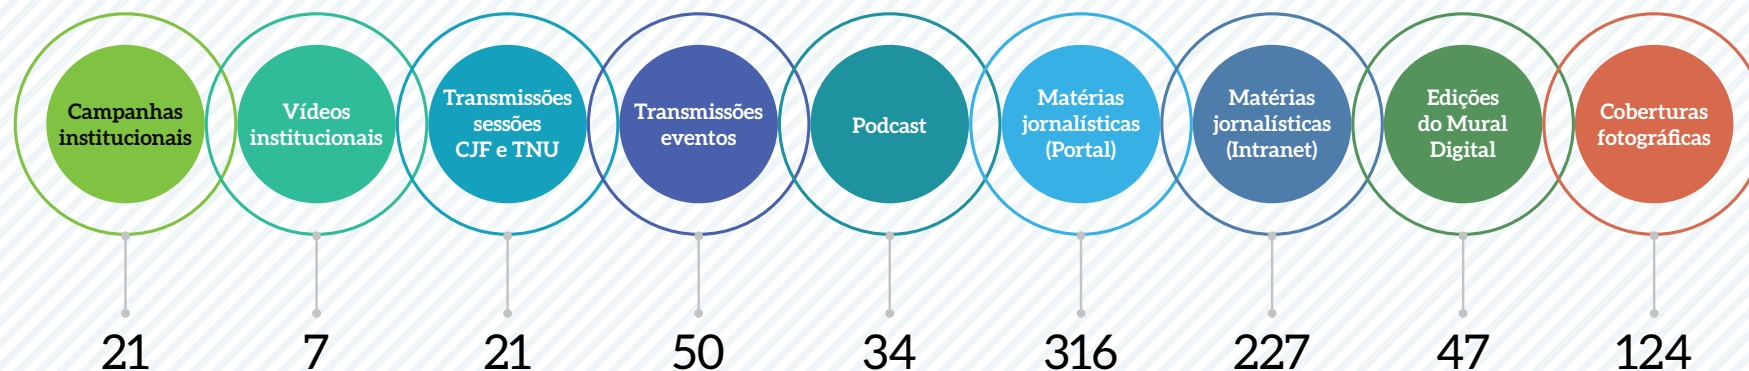 Campanhas
institucionais
Vídeos
institucionais
Transmissões
sessões
CJF e TNU
Transmissões
eventos
Podcast
Matérias
jornalísticas
(Portal)
Matérias
jornalísticas
(Intranet)
Edições
do Mural
Digital
Coberturas
fotográficas
21
7
21
50
34
316
227
47
124